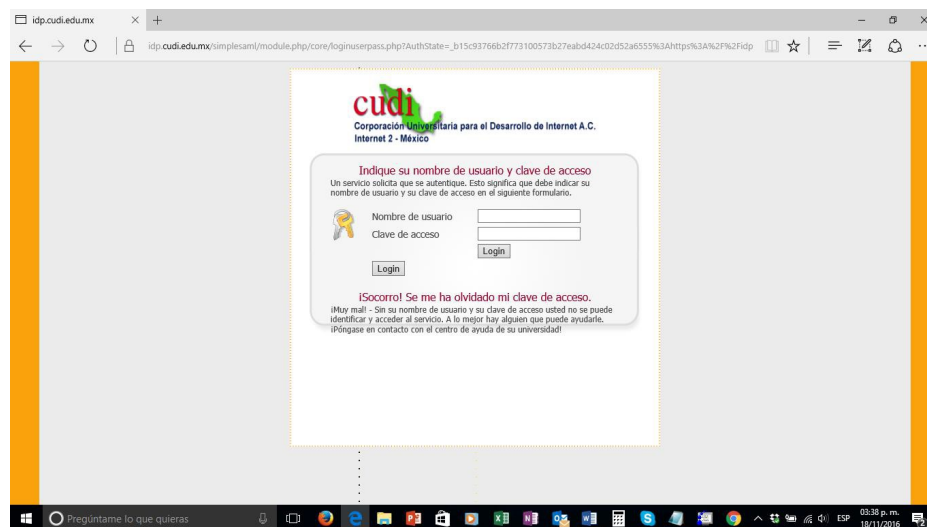 idp.cudi.edu.mx
idp.cudi.edu.mx/simplesaml/module.php/core/loginuserpass.php?AuthState=_b15c93766b2f773100573b27eabd424c02d52a6555%3Ahttps%3A%2F%2Fidp
cudi
Corporación Universitaria para el Desarrollo de Internet A.C.
Internet 2 - México
Indique su nombre de usuario y clave de acceso
Un servicio solicita que se autentique. Esto significa que debe indicar su
nombre de usuario y su clave de acceso en el siguiente formulario.
Nombre de usuario
Clave de acceso
Login
Login
¡Socorro! Se me ha olvidado mi clave de acceso.
¡Muy mal! - Sin su nombre de usuario y su clave de acceso usted no se puede
identificar y acceder al servicio. A lo mejor hay alguien que puede ayudarle.
¡Póngase en contacto con el centro de ayuda de su universidad!
Pregúntame lo que quieras
ESP
03:38 p. m.
18/11/2016